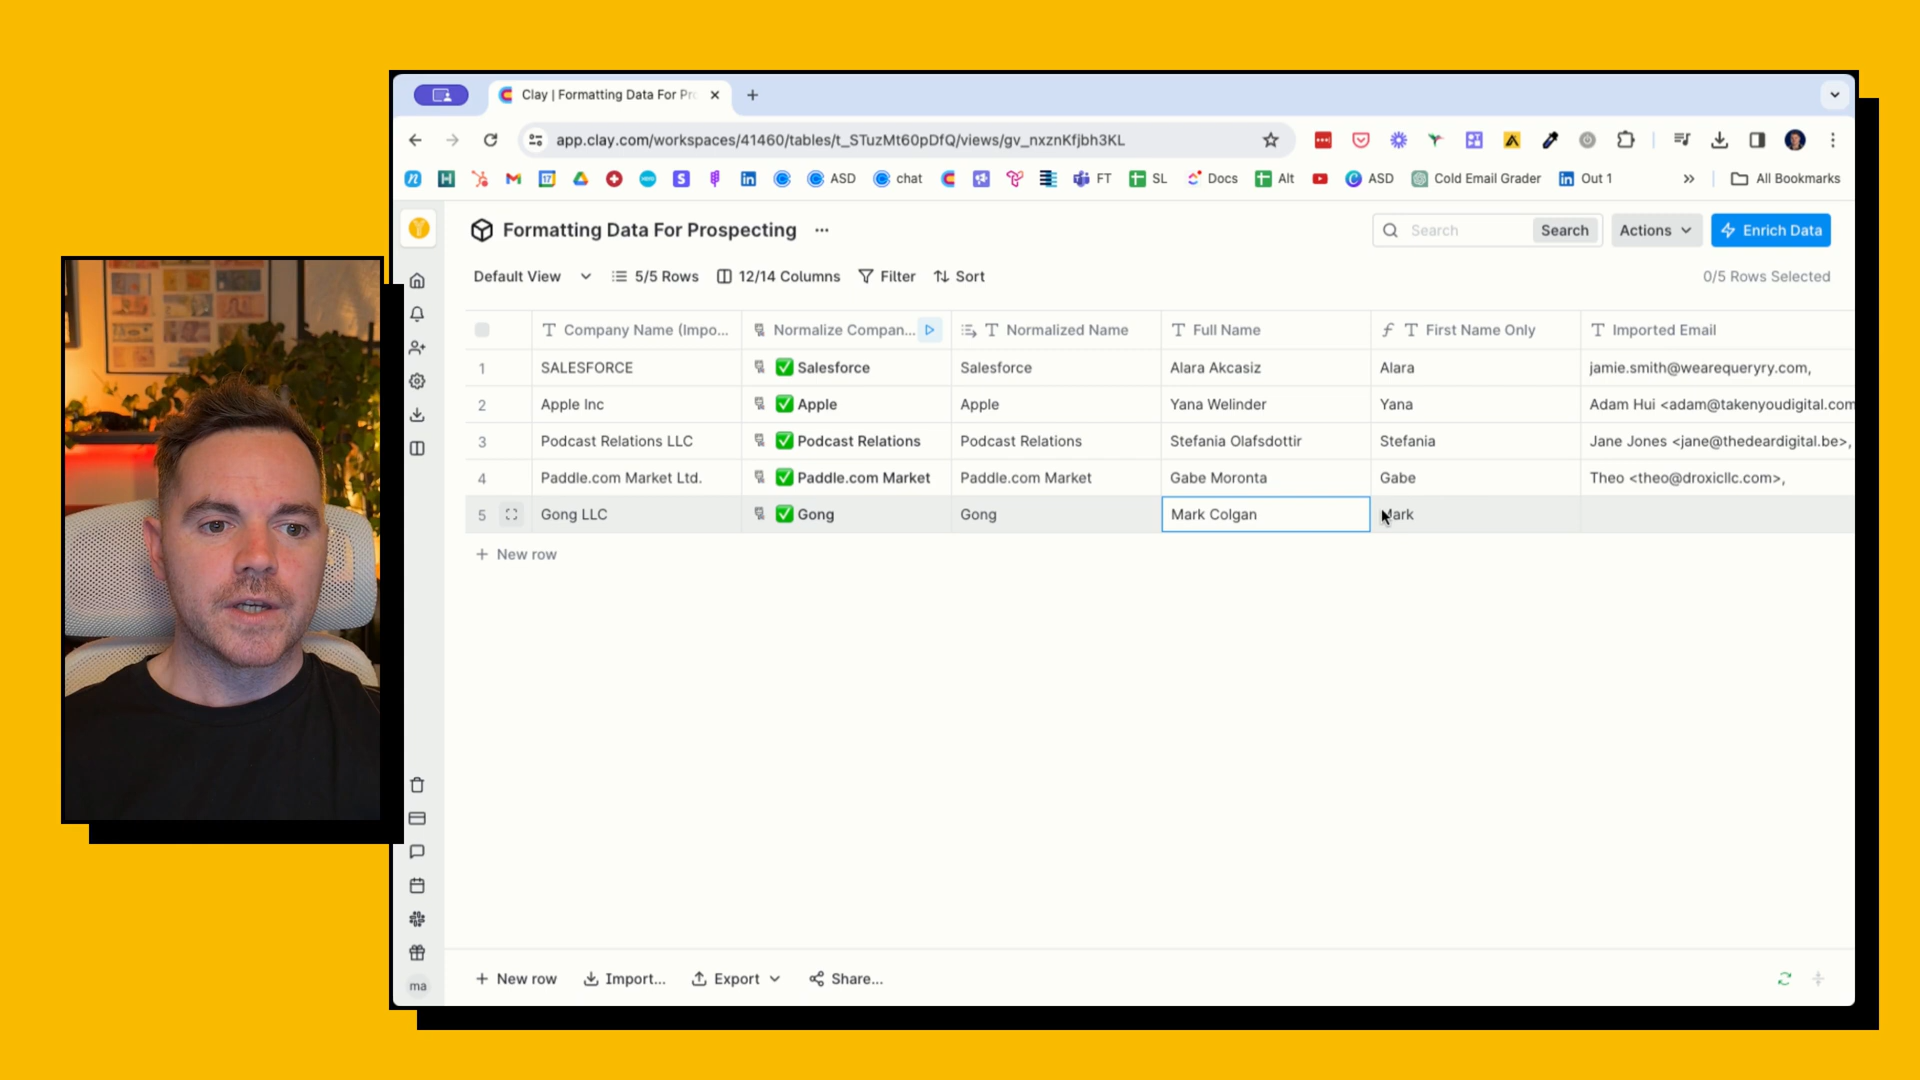 Clay | Formatting Data For Pr
app.clay.com/workspaces/41460/tables/t_STuzMt60pDfQ/views/gv_nxznKfjbh3KL
ASD chat FT SL Docs Alt ASD Cold Email Grader Out 1 » All Bookmarks
Formatting Data For Prospecting ...
Search Search Actions Enrich Data
Default View 5/5 Rows 12/14 Columns Filter Sort 0/5 Rows Selected
Company Name (Impo... Normalize Compan... Normalized Name Full Name First Name Only Imported Email
1 SALESFORCE Salesforce Salesforce Alara Akcasiz Alara jamie.smith@wearequeryry.com,
2 Apple Inc Apple Apple Yana Welinder Yana Adam Hui <adam@takenyoudigital.com
3 Podcast Relations LLC Podcast Relations Podcast Relations Stefania Olafsdottir Stefania Jane Jones <jane@thedeardigital.be>,
4 Paddle.com Market Ltd. Paddle.com Market Paddle.com Market Gabe Moronta Gabe Theo <theo@droxicllc.com>,
5 Gong LLC Gong Gong Mark Colgan Mark
+ New row
+ New row Import... Export Share...
ma